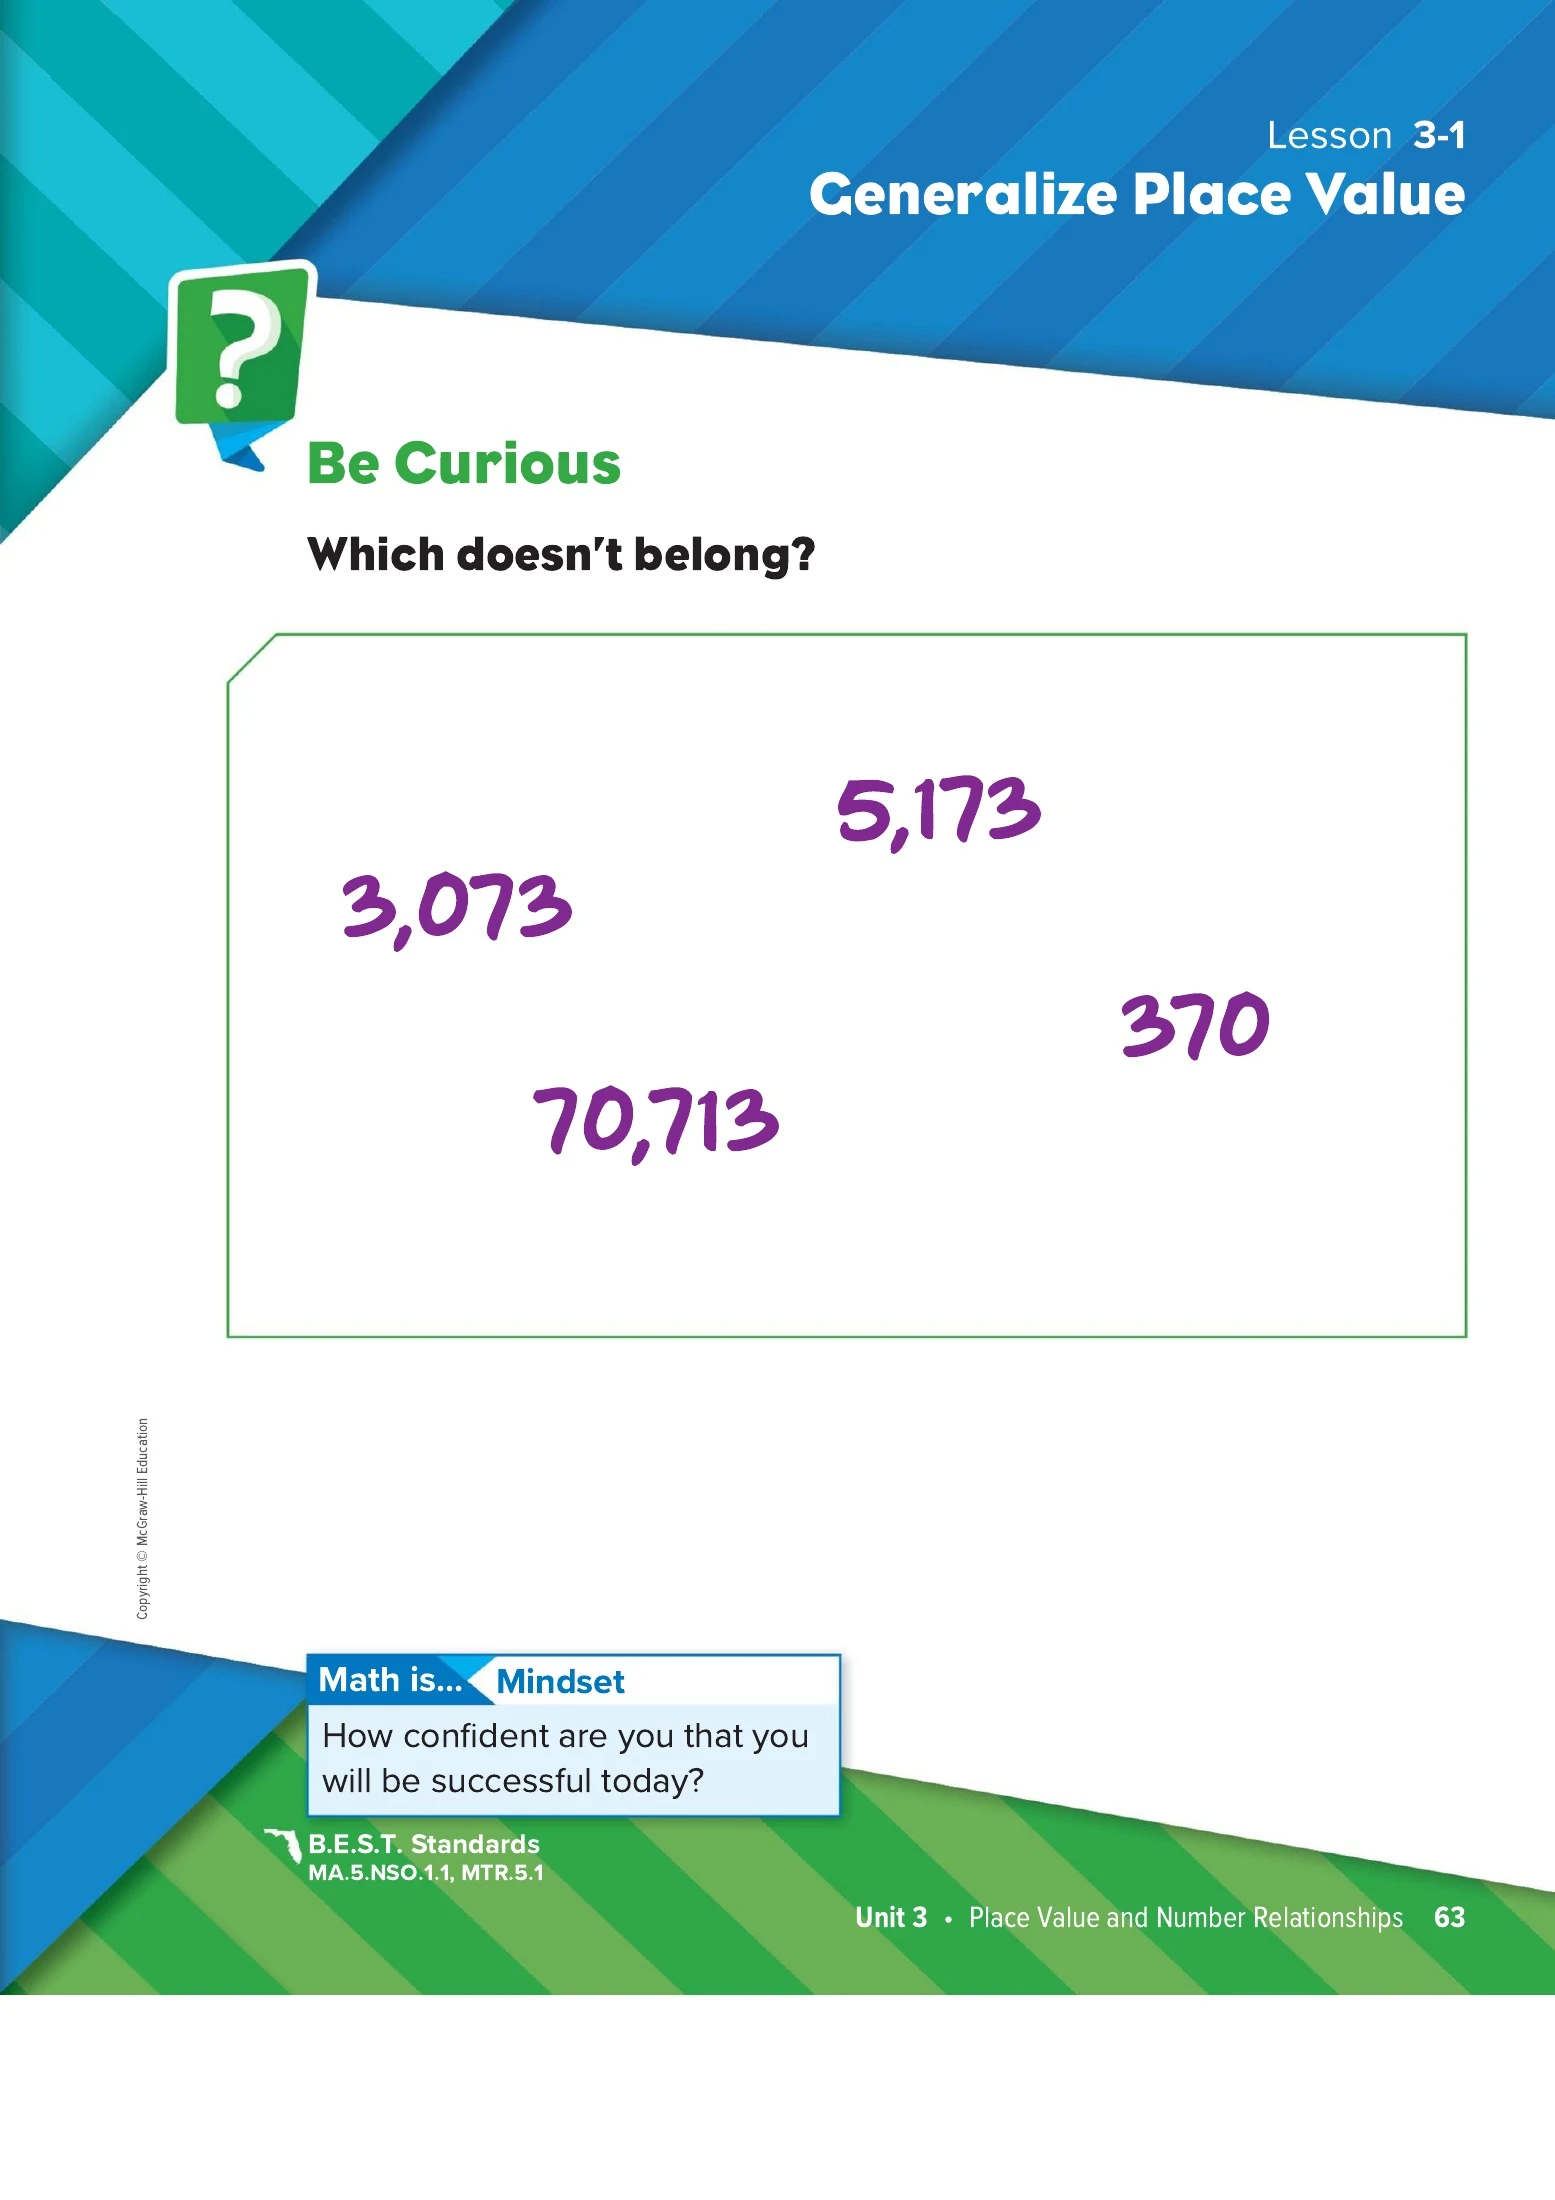 Lesson 3-1
Generalize Place Value
?
Be Curious
Which doesn't belong?
5,173
3,073
370
70,713
Copyright © McGraw-Hill Education
Math is... Mindset
How confident are you that you
will be successful today?
B.E.S.T. Standards
MA.5.NSO.1.1, MTR.5.1
Unit 3 • Place Value and Number Relationships 63